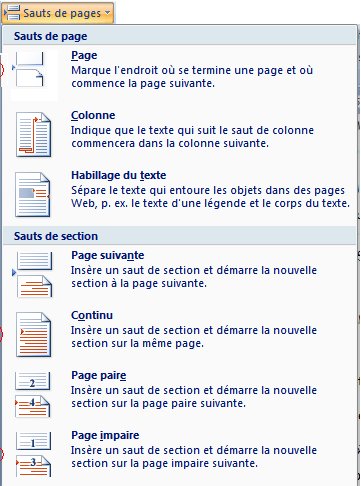 Sauts de pages
Sauts de page
Page
Marque l'endroit où se termine une page et où
commence la page suivante.
Colonne
Indique que le texte qui suit le saut de colonne
commencera dans la colonne suivante.
Habillage du texte
Sépare le texte qui entoure les objets dans des pages
Web, p. ex. le texte d'une légende et le corps du texte.
Sauts de section
Page suivante
Insère un saut de section et démarre la nouvelle
section à la page suivante.
Continu
Insère un saut de section et démarre la nouvelle
section sur la même page.
2
4
Page paire
Insère un saut de section et démarre la nouvelle
section sur la page paire suivante.
1
3
Page impaire
Insère un saut de section et démarre la nouvelle
section sur la page impaire suivante.